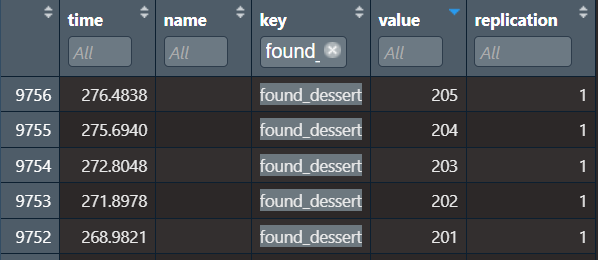 time name key value replication
All All found_ All All
9756 276.4838 found_dessert 205 1
9755 275.6940 found_dessert 204 1
9754 272.8048 found_dessert 203 1
9753 271.8978 found_dessert 202 1
9752 268.9821 found_dessert 201 1